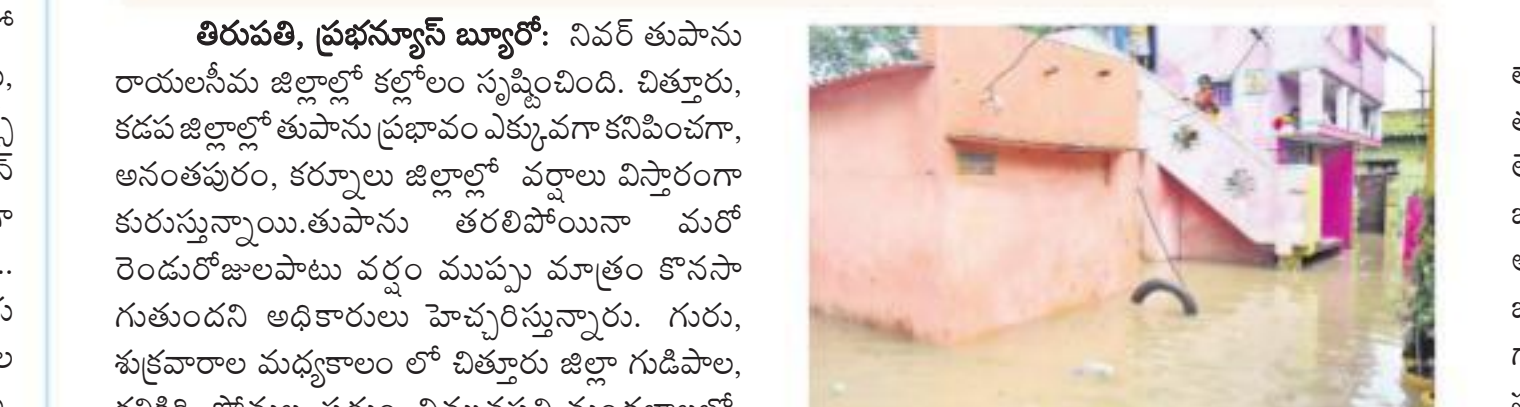 తిరుపతి, ప్రభన్యూస్ బ్యూరో: నివర్ తుపాను
రాయలసీమ జిల్లాల్లో కల్లోలం సృష్టించింది. చిత్తూరు,
కడప జిల్లాల్లో తుపాను ప్రభావం ఎక్కువగా కనిపించగా,
అనంతపురం, కర్నూలు జిల్లాల్లో వర్షాలు విస్తారంగా
కురుస్తున్నాయి.తుపాను తరలిపోయినా మరో
రెండురోజులపాటు వర్షం ముప్పు మాత్రం కొనసా
గుతుందని అధికారులు హెచ్చరిస్తున్నారు. గురు,
శుక్రవారాల మధ్యకాలం లో చిత్తూరు జిల్లా గుడిపాల,